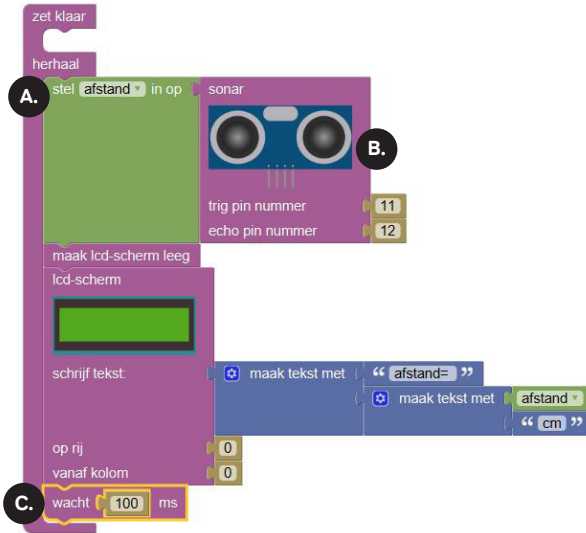 zet klaar
herhaal
A. stel afstand in op sonar
B.
trig pin nummer 11
echo pin nummer 12
maak lcd-scherm leeg
lcd-scherm
schrijf tekst: maak tekst met “ afstand= ”
maak tekst met afstand
“ cm ”
op rij 0
vanaf kolom 0
C. wacht 100 ms